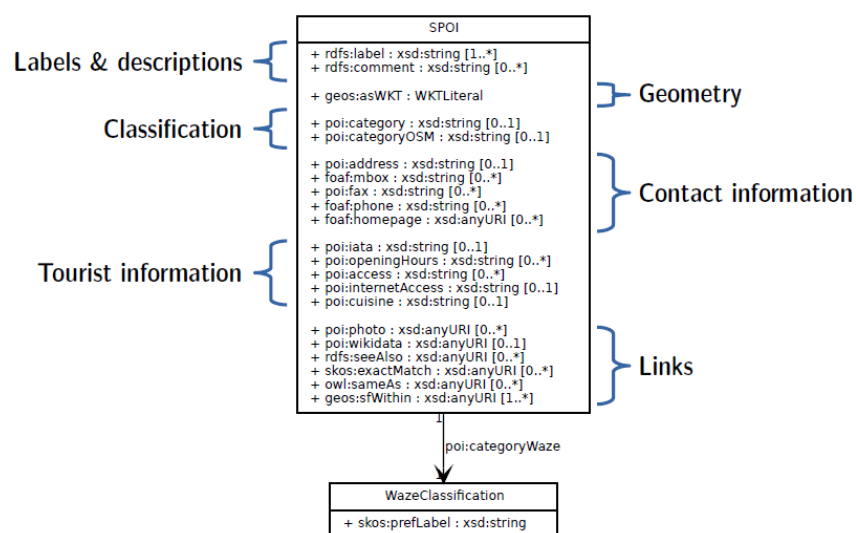 SPOI
Labels & descriptions
+ rdfs:label : xsd:string [1..*]
+ rdfs:comment : xsd:string [0..*]
+ geos:asWKT : WKTLiteral
Geometry
Classification
+ poi:category : xsd:string [0..1]
+ poi:categoryOSM : xsd:string [0..1]
+ poi:address : xsd:string [0..1]
+ foaf:mbox : xsd:string [0..*]
+ poi:fax : xsd:string [0..*]
+ foaf:phone : xsd:string [0..*]
+ foaf:homepage : xsd:anyURI [0..*]
Contact information
Tourist information
+ poi:iata : xsd:string [0..1]
+ poi:openingHours : xsd:string [0..*]
+ poi:access : xsd:string [0..*]
+ poi:internetAccess : xsd:string [0..1]
+ poi:cuisine : xsd:string [0..1]
+ poi:photo : xsd:anyURI [0..*]
+ poi:wikidata : xsd:anyURI [0..1]
+ rdfs:seeAlso : xsd:anyURI [0..*]
+ skos:exactMatch : xsd:anyURI [0..*]
+ owl:sameAs : xsd:anyURI [0..*]
+ geos:sfWithin : xsd:anyURI [1..*]
Links
1
poi:categoryWaze
1
WazeClassification
+ skos:prefLabel : xsd:string